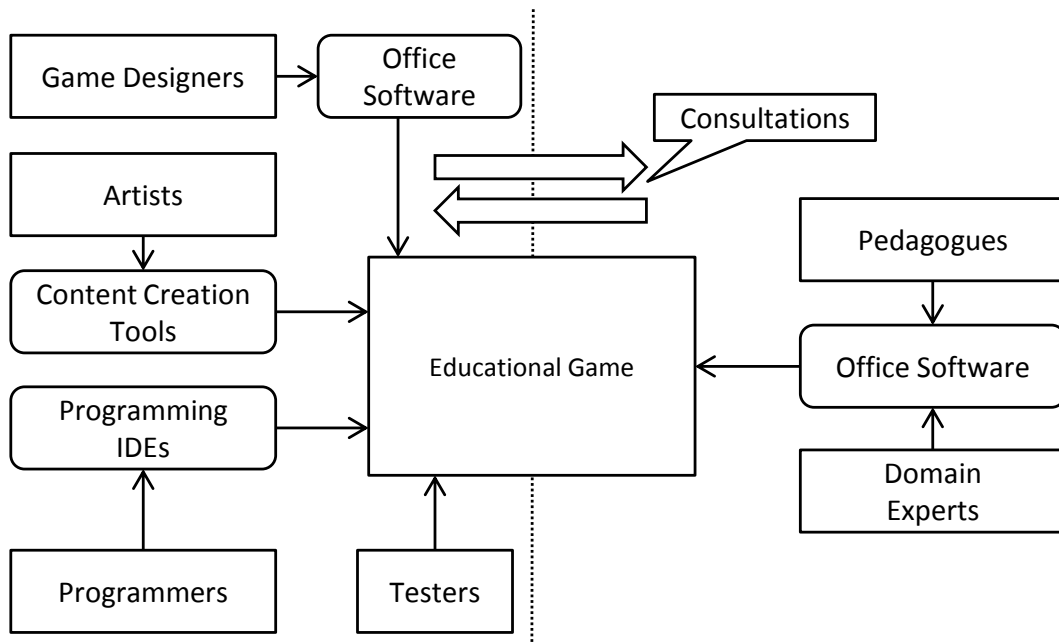 Game Designers
Office
Software
Consultations
Artists
Pedagogues
Content Creation
Tools
Educational Game
Office Software
Programming
IDEs
Domain
Experts
Programmers
Testers